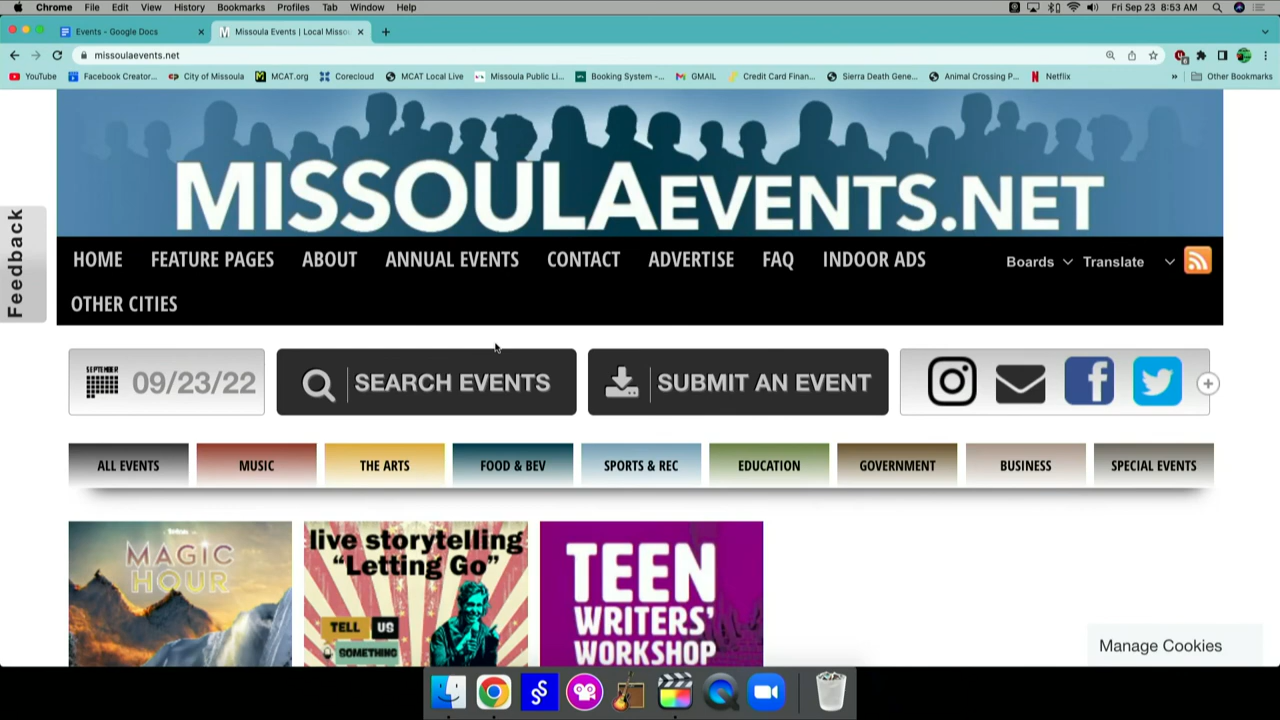 Chrome File Edit View History Bookmarks Profiles Tab Window Help Fri Sep 23 8:53 AM
Events - Google Docs Missoula Events | Local Misso
missoulaevents.net
YouTube Facebook Creator... City of Missoula MCAT.org Corecloud MCAT Local Live Missoula Public Li... Booking System -... GMAIL Credit Card Finan... Sierra Death Gene... Animal Crossing P... Netflix » Other Bookmarks
MISSOULAEVENTS.NET
Feedback
HOME FEATURE PAGES ABOUT ANNUAL EVENTS CONTACT ADVERTISE FAQ INDOOR ADS Boards Translate
OTHER CITIES
SEPTEMBER 09/23/22 SEARCH EVENTS SUBMIT AN EVENT
ALL EVENTS MUSIC THE ARTS FOOD & BEV SPORTS & REC EDUCATION GOVERNMENT BUSINESS SPECIAL EVENTS
MAGIC
HOUR
live storytelling
"Letting Go"
TELL US
SOMETHING
TEEN
WRITERS'
WORKSHOP
Manage Cookies